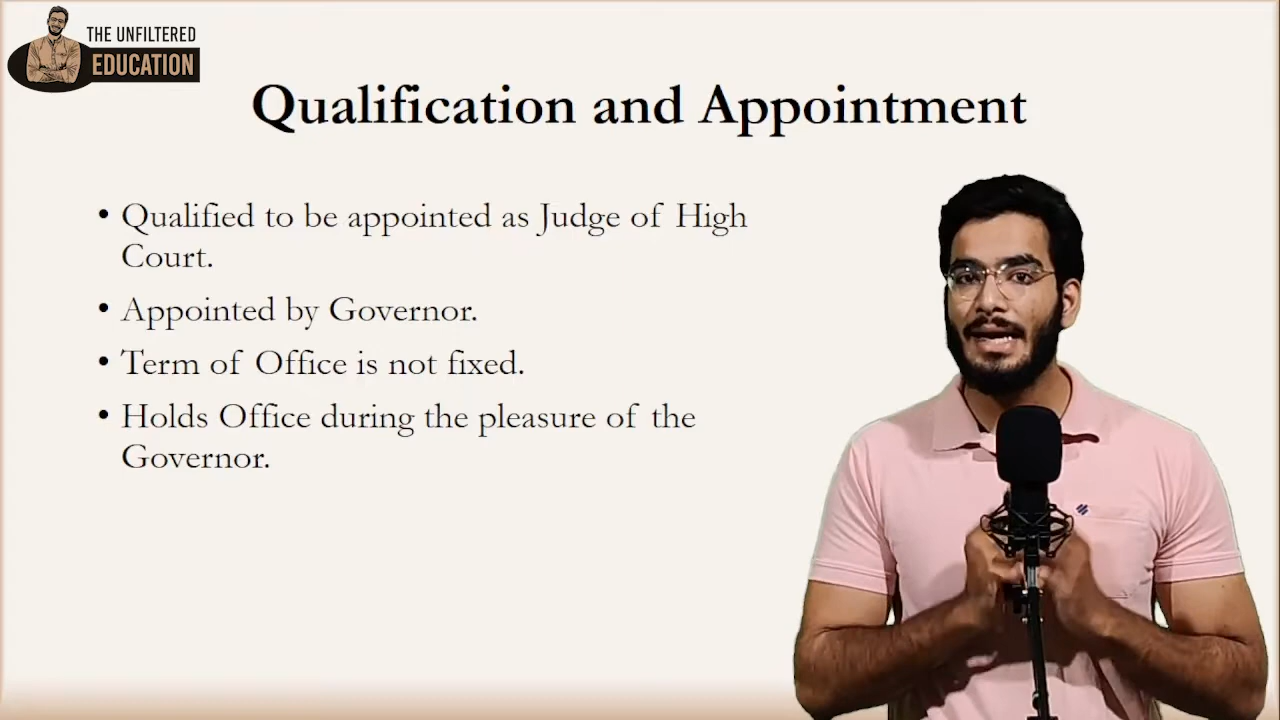 THE UNFILTERED
EDUCATION
Qualification and Appointment
• Qualified to be appointed as Judge of High
Court.
• Appointed by Governor.
• Term of Office is not fixed.
• Holds Office during the pleasure of the
Governor.